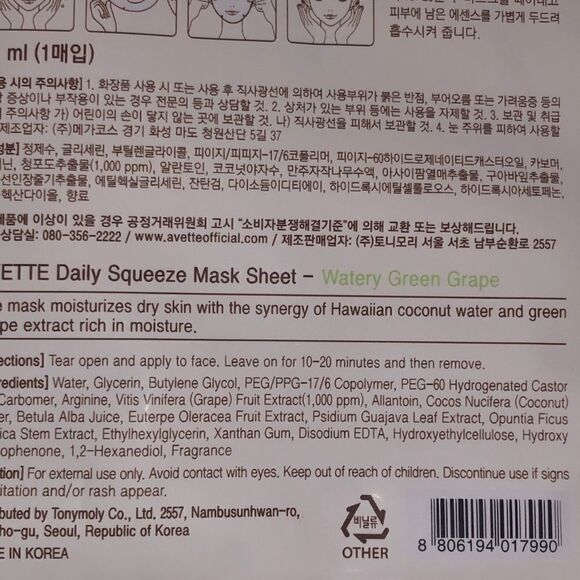 피부에 남은 에센스를 가볍게 두드려
흡수시켜 줍니다.
ml (1매입)
시의 주의사항] 1. 화장품 사용 시 또는 사용 후 직사광선에 의하여 사용부위가 붉은 반점, 부어오름 또는 가려움증 등의
증상이나 부작용이 있는 경우 전문의 등과 상담할 것. 2. 상처가 있는 부위 등에는 사용을 자제할 것. 3. 보관 및 취급
주의사항 가) 어린이의 손이 닿지 않는 곳에 보관할 것. 나) 직사광선을 피해서 보관할 것. 4. 눈 주위를 피하여 사용할
제조업자: (주)메가코스 경기 화성 마도 청원산단 5길 37
정제수, 글리세린, 부틸렌글라이콜, 피이지/피피지-17/6코폴리머, 피이지-60하이드로제네이티드캐스터오일, 카보머,
닌, 청포도추출물(1,000 ppm), 알란토인, 코코넛야자수, 만주자작나무수액, 아사이팜열매추출물, 구아바잎추출물,
선인장줄기추출물, 에틸헥실글리세린, 잔탄검, 다이소듐이디티에이, 하이드록시에틸셀룰로오스, 하이드록시아세토페논,
산다이올, 향료
제품에 이상이 있을 경우 공정거래위원회 고시 "소비자분쟁해결기준"에 의해 교환 또는 보상해드립니다.
상담실: 080-356-2222 / www.avetteofficial.com / 제조판매업자: (주)토니모리 서울 서초 남부순환로 2557
ETTE Daily Squeeze Mask Sheet – Watery Green Grape
e mask moisturizes dry skin with the synergy of Hawaiian coconut water and green
pe extract rich in moisture.
ections] Tear open and apply to face. Leave on for 10-20 minutes and then remove.
redients] Water, Glycerin, Butylene Glycol, PEG/PPG-17/6 Copolymer, PEG-60 Hydrogenated Castor
Carbomer, Arginine, Vitis Vinifera (Grape) Fruit Extract(1,000 ppm), Allantoin, Cocos Nucifera (Coconut)
er, Betula Alba Juice, Euterpe Oleracea Fruit Extract, Psidium Guajava Leaf Extract, Opuntia Ficus
ica Stem Extract, Ethylhexylglycerin, Xanthan Gum, Disodium EDTA, Hydroxyethylcellulose, Hydroxy
ophenone, 1,2-Hexanediol, Fragrance
tion] For external use only. Avoid contact with eyes. Keep out of reach of children. Discontinue use if signs
itation and/or rash appear.
ibuted by Tonymoly Co., Ltd. 2557, Nambusunhwan-ro,
ho-gu, Seoul, Republic of Korea
E IN KOREA
비닐류
OTHER
8 806194 017990